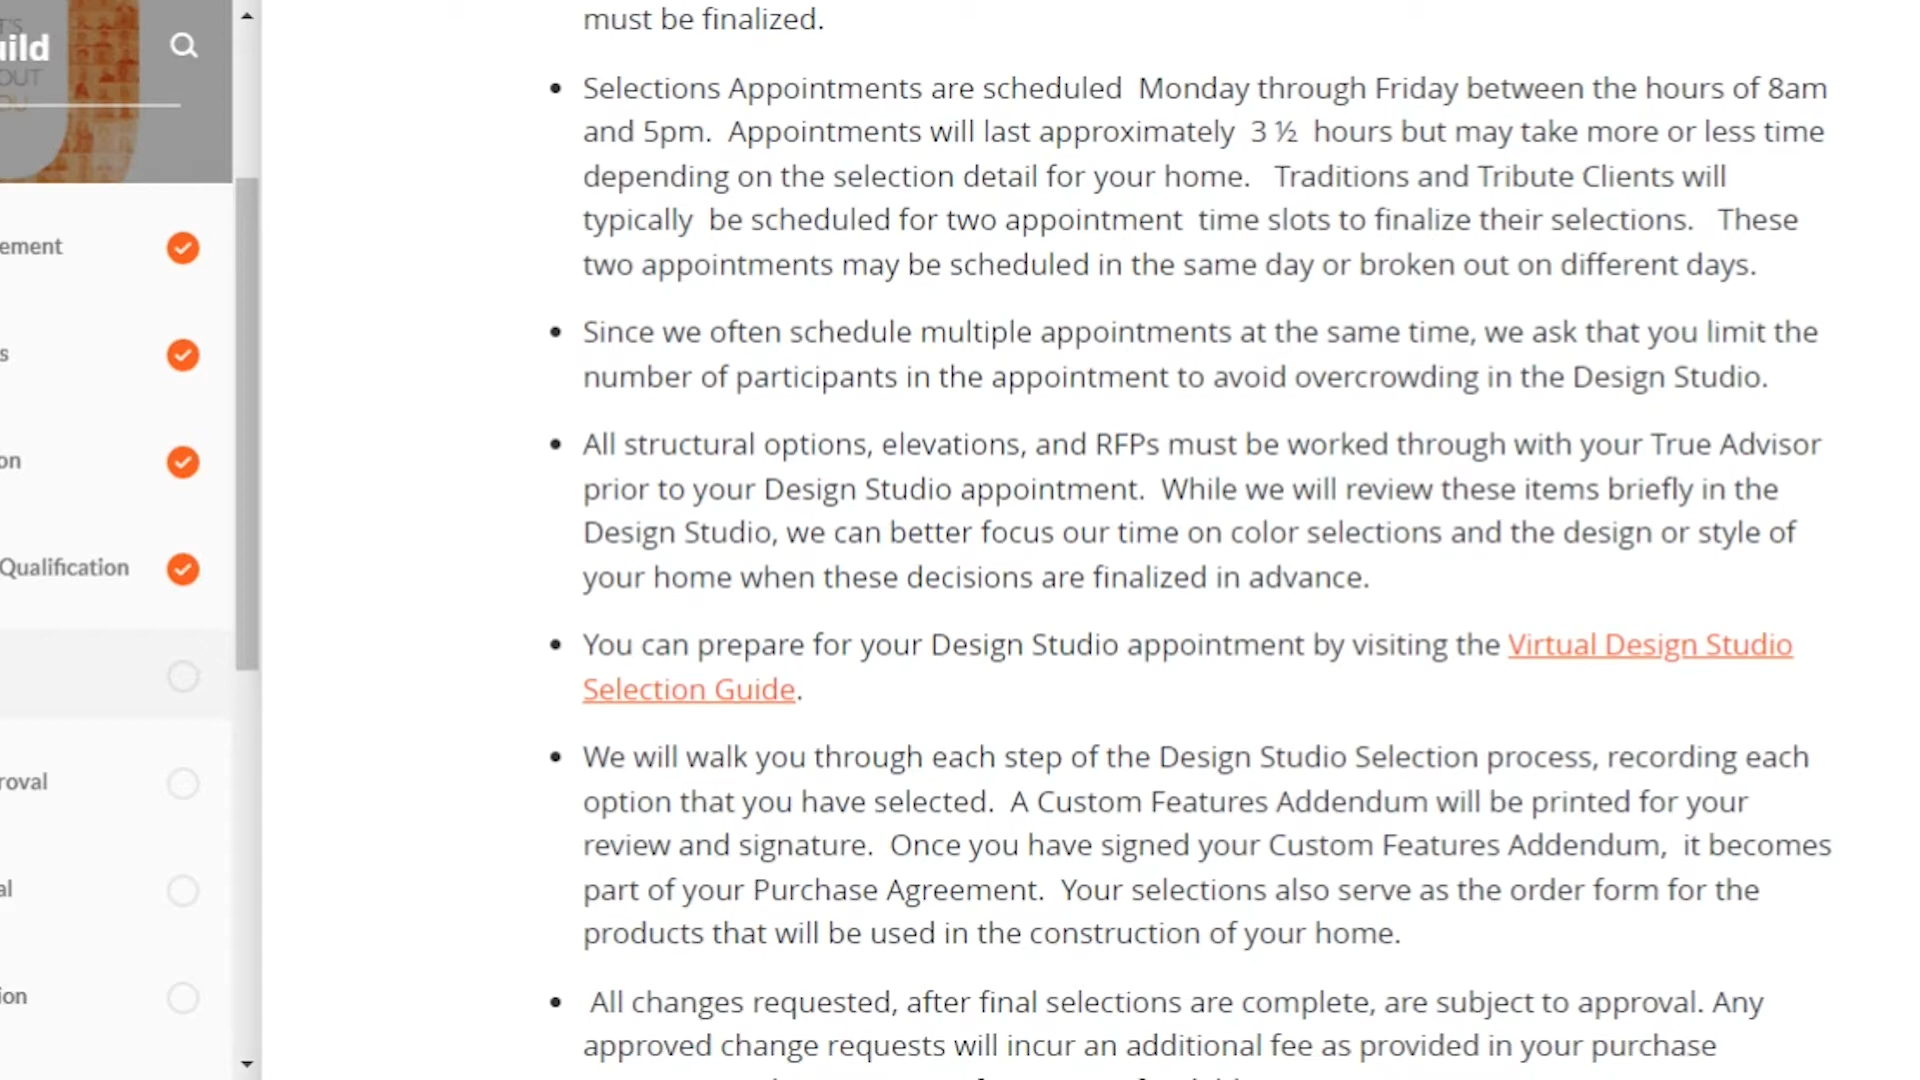 must be finalized.
T'S
uild
OUT
OU
Selections Appointments are scheduled Monday through Friday between the hours of 8am
and 5pm. Appointments will last approximately 3 ½ hours but may take more or less time
depending on the selection detail for your home. Traditions and Tribute Clients will
typically be scheduled for two appointment time slots to finalize their selections. These
two appointments may be scheduled in the same day or broken out on different days.
Since we often schedule multiple appointments at the same time, we ask that you limit the
number of participants in the appointment to avoid overcrowding in the Design Studio.
All structural options, elevations, and RFPs must be worked through with your True Advisor
prior to your Design Studio appointment. While we will review these items briefly in the
Design Studio, we can better focus our time on color selections and the design or style of
your home when these decisions are finalized in advance.
You can prepare for your Design Studio appointment by visiting the Virtual Design Studio
Selection Guide.
We will walk you through each step of the Design Studio Selection process, recording each
option that you have selected. A Custom Features Addendum will be printed for your
review and signature. Once you have signed your Custom Features Addendum, it becomes
part of your Purchase Agreement. Your selections also serve as the order form for the
products that will be used in the construction of your home.
All changes requested, after final selections are complete, are subject to approval. Any
approved change requests will incur an additional fee as provided in your purchase
ement
s
on
Qualification
roval
al
ion